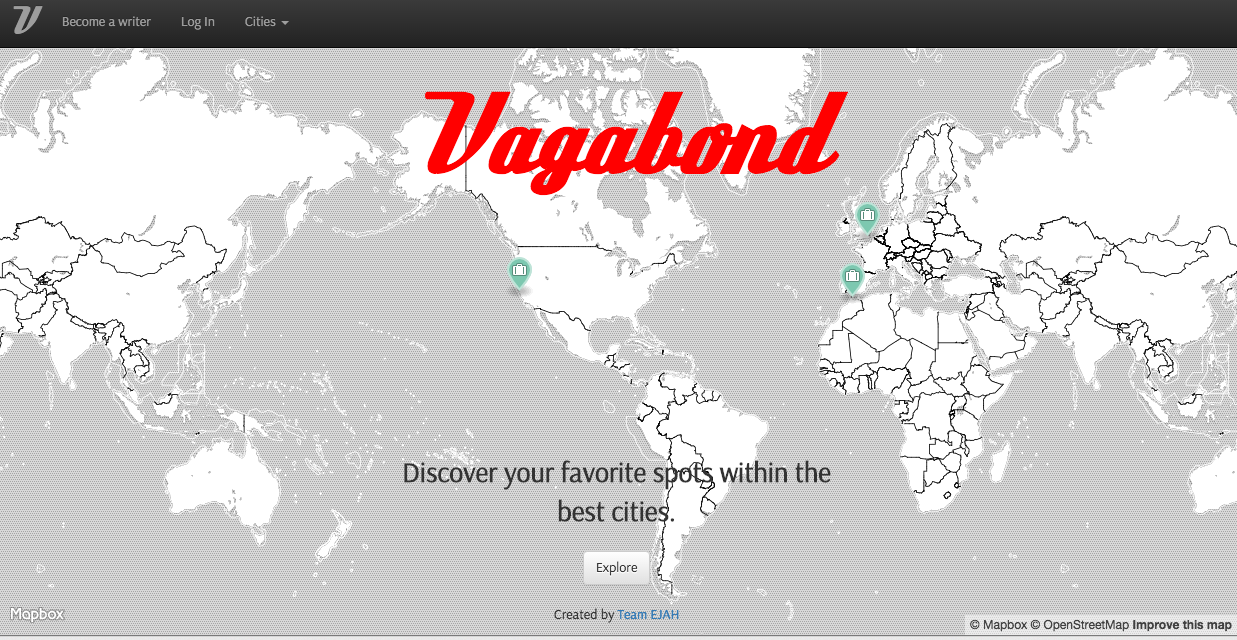 V Become a writer Log In Cities
Vagabond
Discover your favorite spots within the
best cities.
Explore
Created by Team EJAH
Mapbox
© Mapbox © OpenStreetMap Improve this map